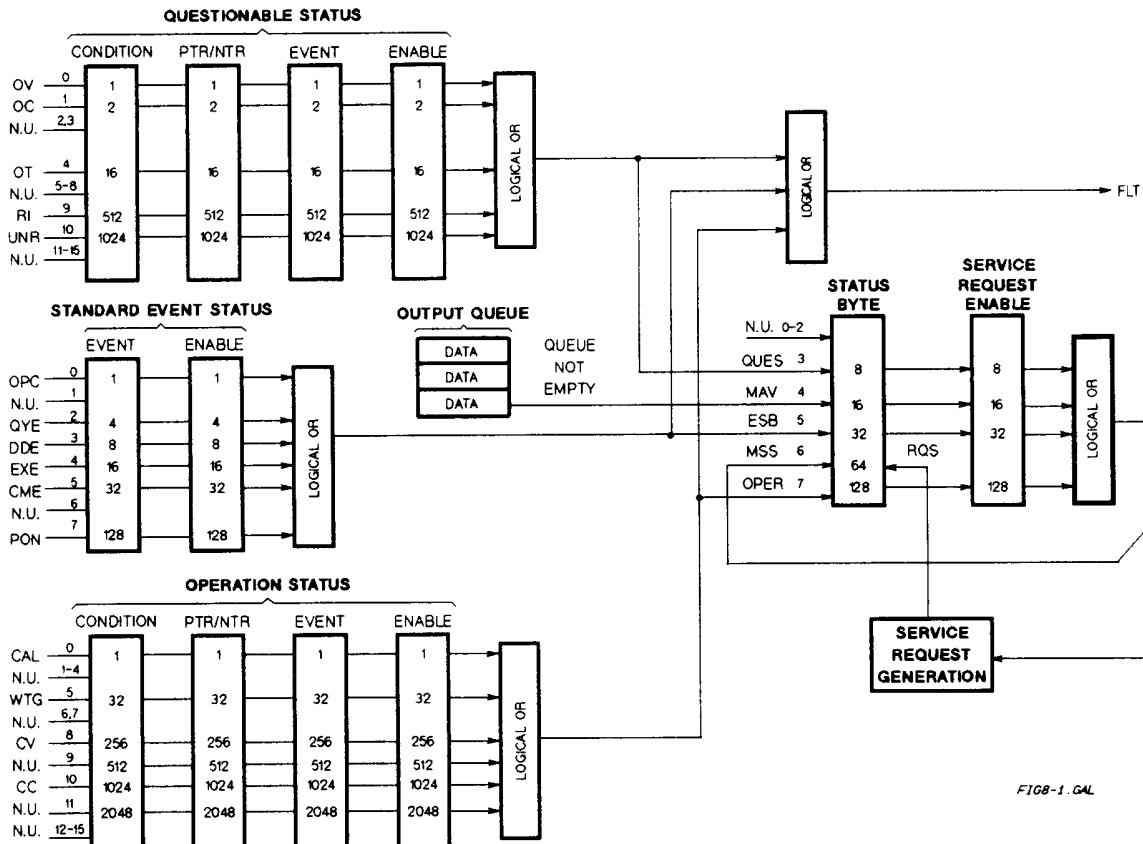 QUESTIONABLE STATUS
CONDITION PTR/NTR EVENT ENABLE
OV 0 1 1 1 1
OC 1 2 2 2 2
N.U. 2,3
OT 4 16 16 16 16
N.U. 5-8
RI 9 512 512 512 512
UNR 10 1024 1024 1024 1024
N.U. 11-15
LOGICAL OR
LOGICAL OR
FLT
STANDARD EVENT STATUS
EVENT ENABLE
OPC 0 1 1
N.U. 1
QYE 2 4 4
DDE 3 8 8
EXE 4 16 16
CME 5 32 32
N.U. 6
PON 7 128 128
LOGICAL OR
OUTPUT QUEUE
DATA
DATA
DATA
QUEUE
NOT
EMPTY
STATUS
BYTE
SERVICE
REQUEST
ENABLE
N.U. 0-2
QUES 3 8 8
MAV 4 16 16
ESB 5 32 32
MSS 6 64 RQS
OPER 7 128 128
LOGICAL OR
SERVICE
REQUEST
GENERATION
OPERATION STATUS
CONDITION PTR/NTR EVENT ENABLE
CAL 0 1 1 1 1
N.U. 1-4
WTG 5 32 32 32 32
N.U. 6,7
CV 8 256 256 256 256
N.U. 9 512 512 512 512
CC 10 1024 1024 1024 1024
N.U. 11 2048 2048 2048 2048
N.U. 12-15
LOGICAL OR
FIG8-1.GAL